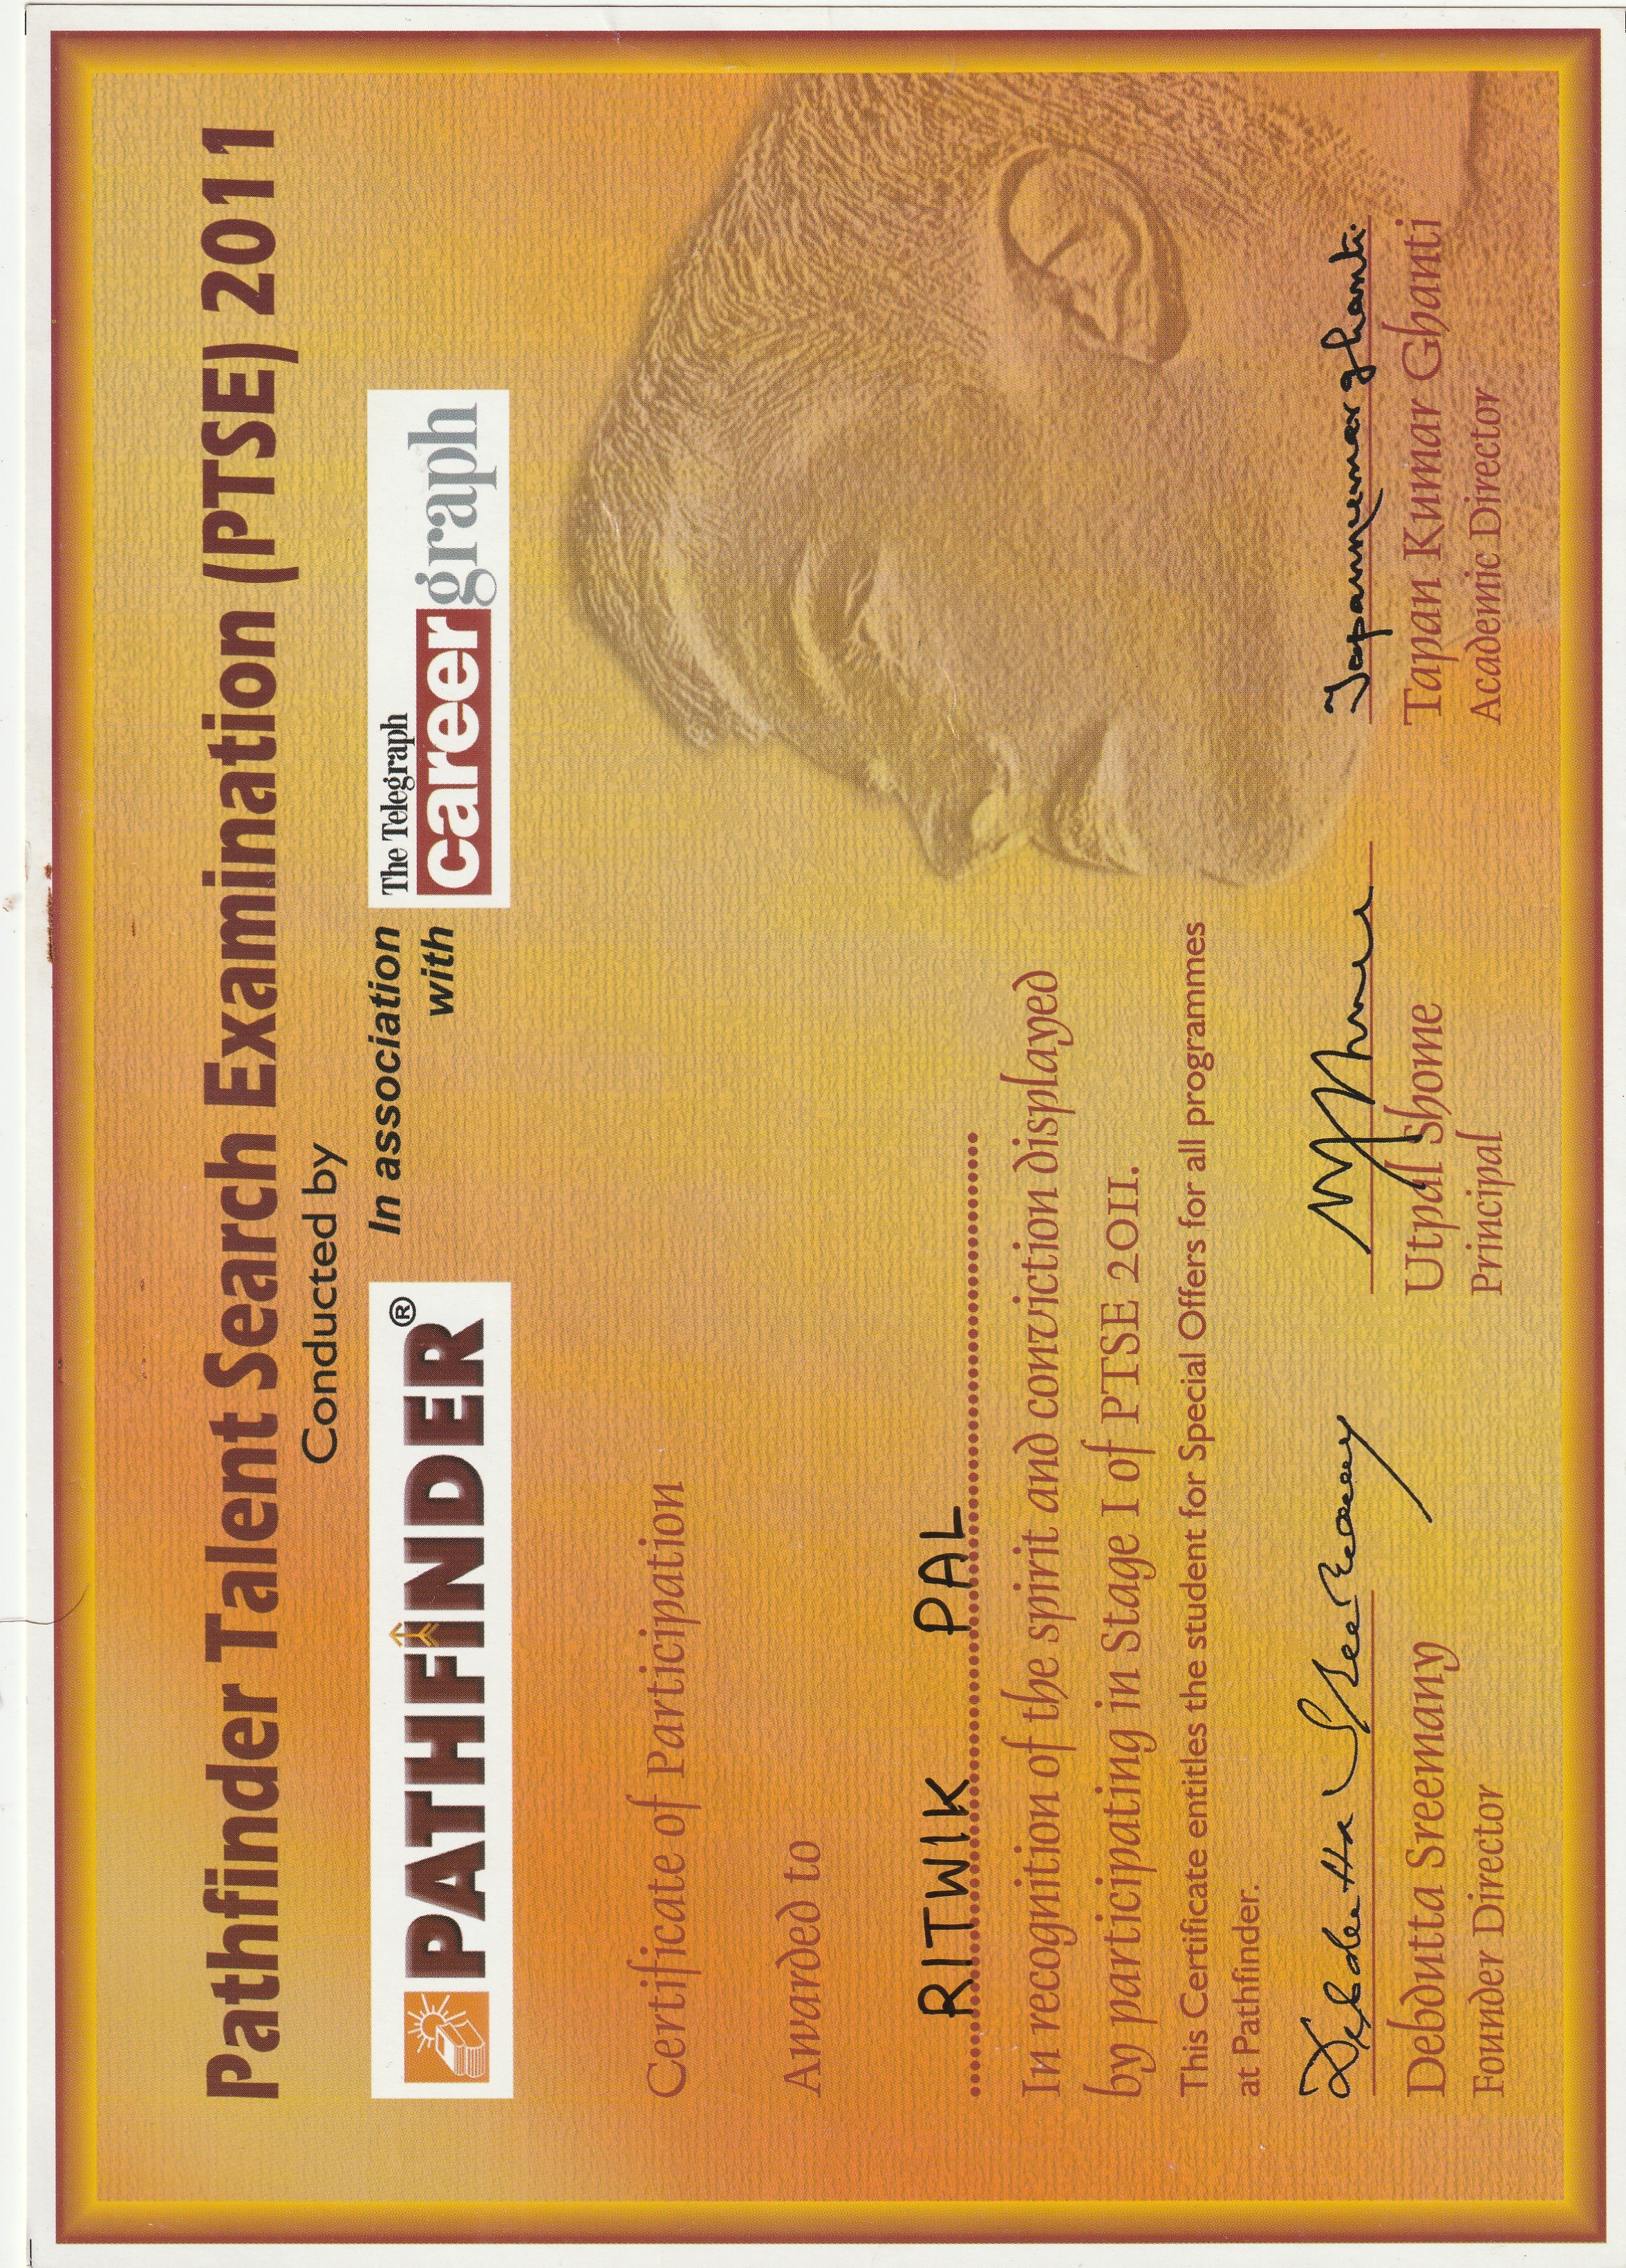 Pathfinder Talent Search Examination (PTSE) 2011
Conducted by
PATHFINDER®
In association
with
The Telegraph
careergraph
Certificate of Participation
Awarded to
RITWIK PAL
In recognition of the spirit and conviction displayed
by participating in Stage I of PTSE 2011.
This Certificate entitles the student for Special Offers for all programmes
at Pathfinder.
Debdutta Sreemany
Tapankumar Ghanti
Debdutta Sreemany
Utpal Shome
Tapan Kumar Ghanti
Founder Director
Principal
Academic Director